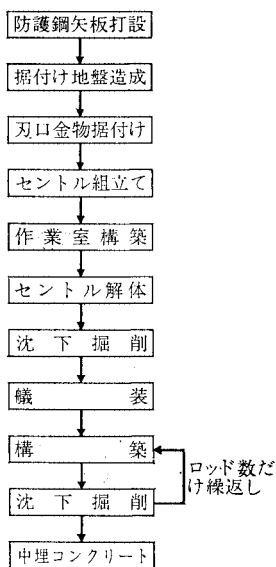 防護鋼矢板打設
据付け地盤造成
刃口金物据付け
セントル組立て
作業室構築
セントル解体
沈下掘削
艤装
構築
ロッド数だ
け繰返し
沈下掘削
中埋コンクリート